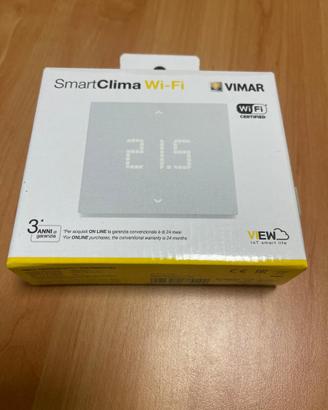 SmartClima Wi-Fi
VIMAR
Wi Fi
CERTIFIED
21.5
3* ANNI di garanzia
*Per acquisti ON LINE la garanzia convenzionale è di 24 mesi
*For ONLINE purchases, the conventional warranty is 24 months
VIEW
IoT smart life
CE